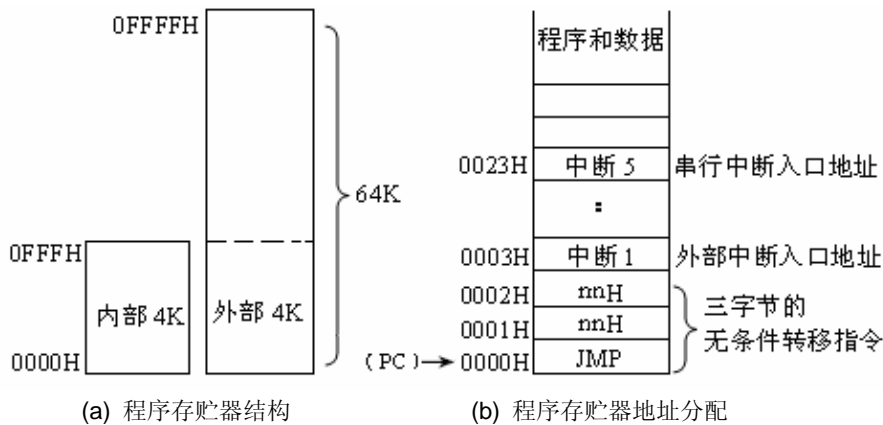 0FFFFH
64K
0FFFH
内部 4K
外部 4K
0000H
(a) 程序存贮器结构
程序和数据
0023H 中断 5 串行中断入口地址
:
0003H 中断 1 外部中断入口地址
0002H nnH
0001H nnH
(PC) 0000H JMP
三字节的
无条件转移指令
(b) 程序存贮器地址分配